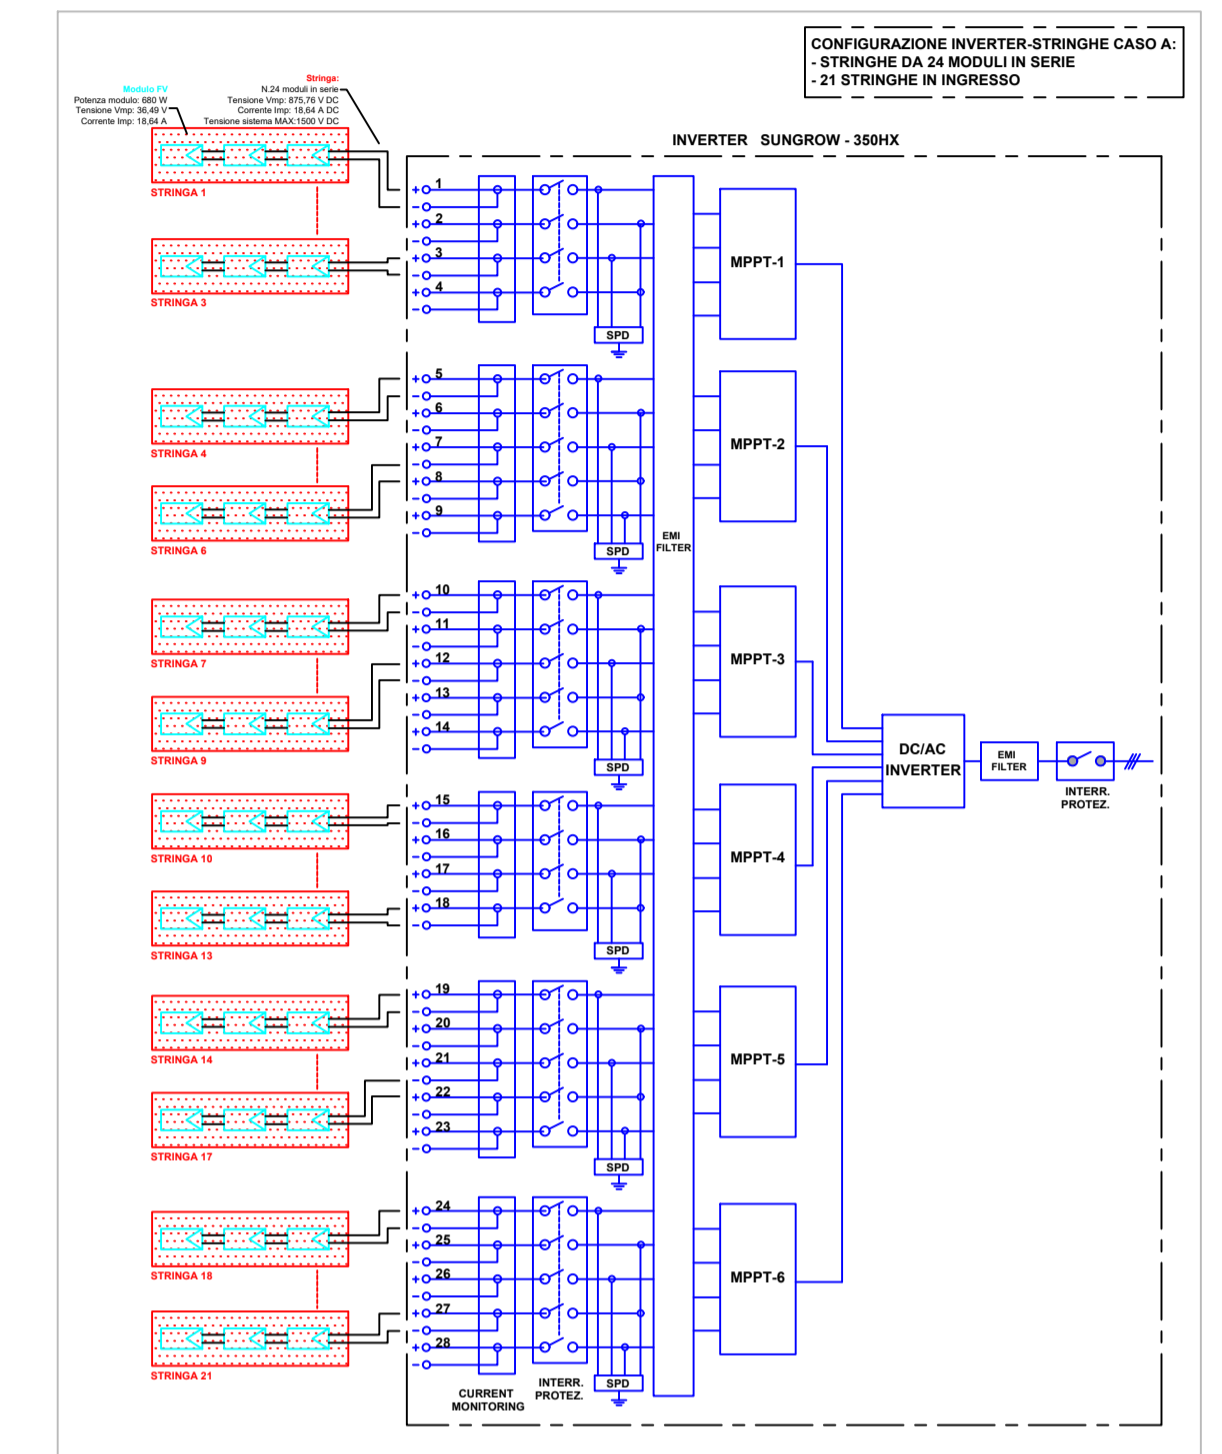 CONFIGURAZIONE INVERTER-STRINGHE CASO A:
- STRINGHE DA 24 MODULI IN SERIE
- 21 STRINGHE IN INGRESSO
Modulo FV
Potenza modulo: 680 W
Tensione Vmp: 36,49 V
Corrente Imp: 18,64 A
Stringa:
N.24 moduli in serie
Tensione Vmp: 875,76 V DC
Corrente Imp: 18,64 A DC
Tensione sistema MAX:1500 V DC
INVERTER SUNGROW - 350HX
STRINGA 1
STRINGA 3
STRINGA 4
STRINGA 6
STRINGA 7
STRINGA 9
STRINGA 10
STRINGA 13
STRINGA 14
STRINGA 17
STRINGA 18
STRINGA 21
+ 1
-
+ 2
-
+ 3
-
+ 4
-
SPD
+ 5
-
+ 6
-
+ 7
-
+ 8
-
+ 9
-
SPD
+ 10
-
+ 11
-
+ 12
-
+ 13
-
+ 14
-
SPD
+ 15
-
+ 16
-
+ 17
-
+ 18
-
SPD
+ 19
-
+ 20
-
+ 21
-
+ 22
-
+ 23
-
SPD
+ 24
-
+ 25
-
+ 26
-
+ 27
-
+ 28
-
SPD
CURRENT
MONITORING
INTERR.
PROTEZ.
EMI
FILTER
MPPT-1
MPPT-2
MPPT-3
MPPT-4
MPPT-5
MPPT-6
DC/AC
INVERTER
EMI
FILTER
INTERR.
PROTEZ.